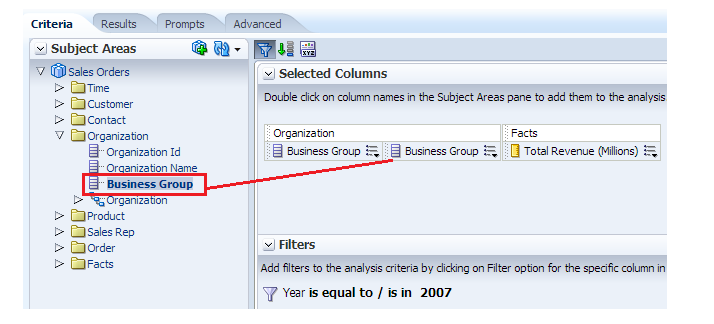 Criteria Results Prompts Advanced
Subject Areas
Sales Orders
Time
Customer
Contact
Organization
Organization Id
Organization Name
Business Group
Organization
Product
Sales Rep
Order
Facts
XYZ
Selected Columns
Double click on column names in the Subject Areas pane to add them to the analysis
Organization Facts
Business Group Business Group Total Revenue (Millions)
Filters
Add filters to the analysis criteria by clicking on Filter option for the specific column in
Year is equal to / is in 2007